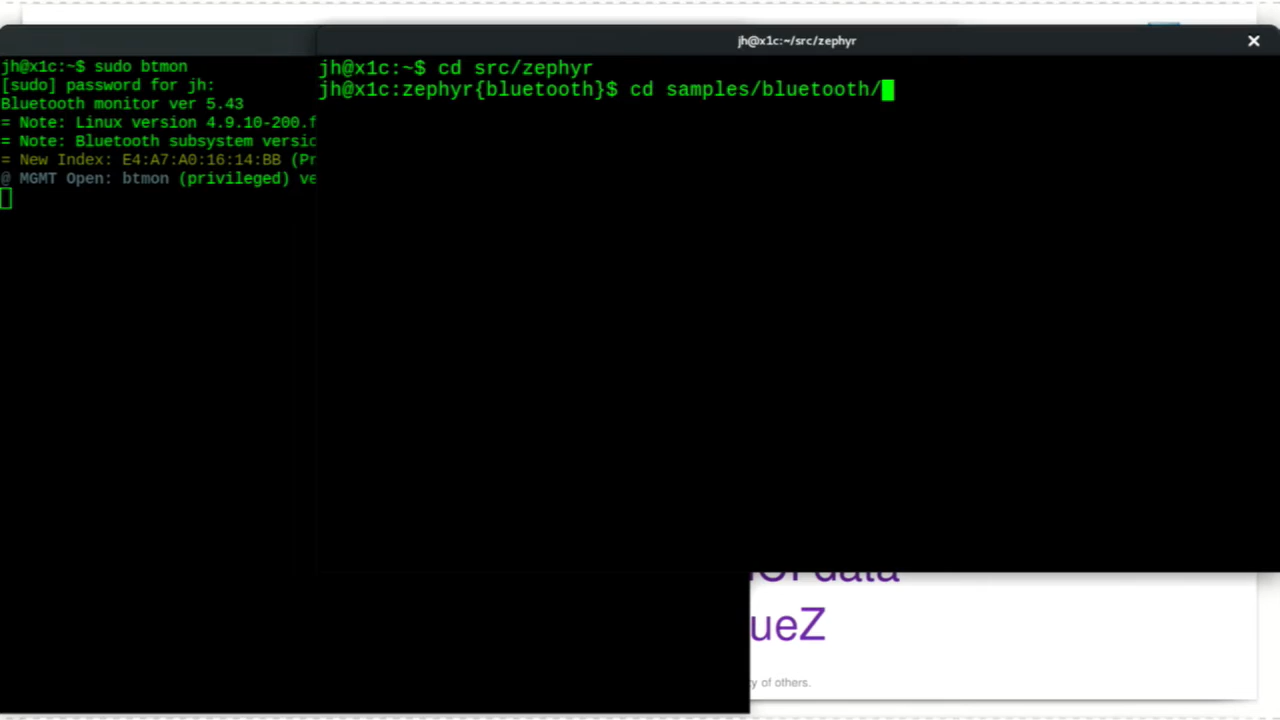 jh@x1c:~/src/zephyr
jh@x1c:~$ sudo btmon
[sudo] password for jh:
Bluetooth monitor ver 5.43
= Note: Linux version 4.9.10-200.f
= Note: Bluetooth subsystem versic
= New Index: E4:A7:A0:16:14:BB (Pr
@ MGMT Open: btmon (privileged) ve
jh@x1c:~$ cd src/zephyr
jh@x1c:zephyr{bluetooth}$ cd samples/bluetooth/
data
ueZ
y of others.